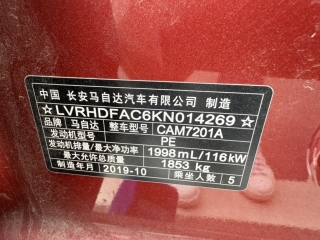 中国 长安马自达汽车有限公司 制造
☆LVRHDFAC6KN014269☆
品牌 马自达 整车型号 CAM7201A
发动机型号 PE
发动机排量/最大净功率 1998mL/116kW
最大允许总质量 1853 kg
制造年月 2019-10 乘坐人数 5